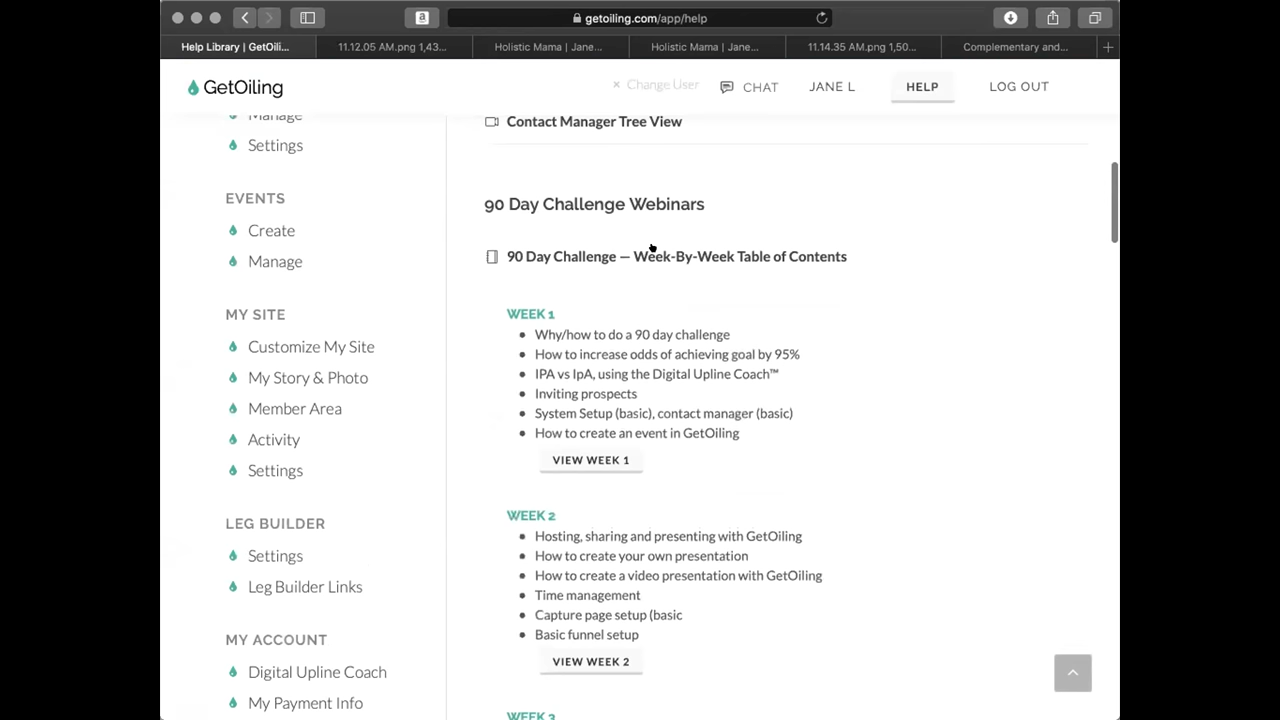 getoiling.com/app/help
Help Library | GetOili...
11.12.05 AM.png 1,43...
Holistic Mama | Jane...
Holistic Mama | Jane...
11.14.35 AM.png 1,50...
Complementary and...
GetOiling
× Change User
CHAT
JANE L
HELP
LOG OUT
Manage
Settings
EVENTS
Create
Manage
MY SITE
Customize My Site
My Story & Photo
Member Area
Activity
Settings
LEG BUILDER
Settings
Leg Builder Links
MY ACCOUNT
Digital Upline Coach
My Payment Info
Contact Manager Tree View
90 Day Challenge Webinars
90 Day Challenge — Week-By-Week Table of Contents
WEEK 1
• Why/how to do a 90 day challenge
• How to increase odds of achieving goal by 95%
• IPA vs IpA, using the Digital Upline Coach™
• Inviting prospects
• System Setup (basic), contact manager (basic)
• How to create an event in GetOiling
VIEW WEEK 1
WEEK 2
• Hosting, sharing and presenting with GetOiling
• How to create your own presentation
• How to create a video presentation with GetOiling
• Time management
• Capture page setup (basic
• Basic funnel setup
VIEW WEEK 2
WEEK 3